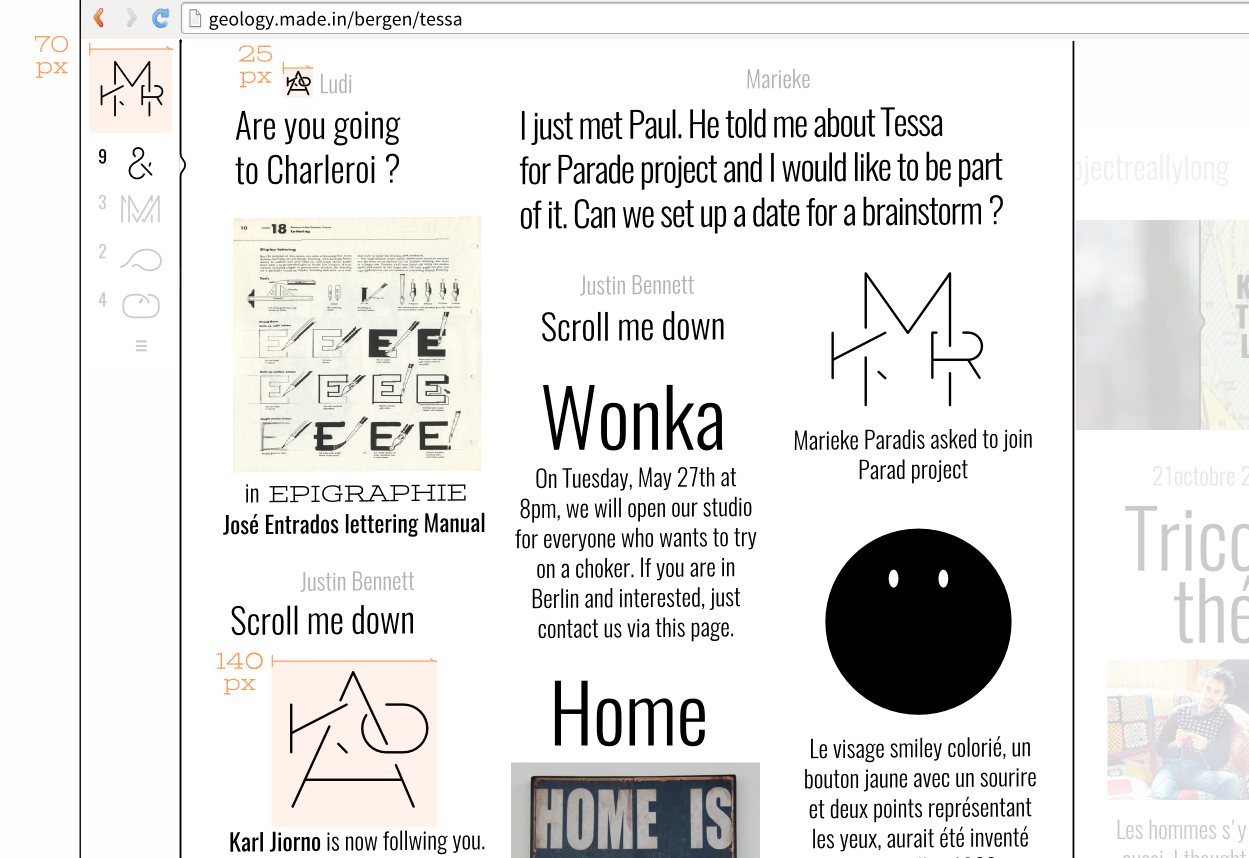 geology.made.in/bergen/tessa
70
px
9
3
2
4
25
px
Ludi
Are you going
to Charleroi ?
10
18
Lettering
Display lettering
in EPIGRAPHIE
José Entrados lettering Manual
Justin Bennett
Scroll me down
140
px
Karl Jiorno is now follwing you.
Marieke
I just met Paul. He told me about Tessa
for Parade project and I would like to be part
of it. Can we set up a date for a brainstorm ?
Justin Bennett
Scroll me down
Wonka
On Tuesday, May 27th at
8pm, we will open our studio
for everyone who wants to try
on a choker. If you are in
Berlin and interested, just
contact us via this page.
Home
HOME IS
Marieke Paradis asked to join
Parad project
Le visage smiley colorié, un
bouton jaune avec un sourire
et deux points représentant
les yeux, aurait été inventé
ojectreallylong
K
T
L
21octobre 2
Trico
thé
Les hommes s'y